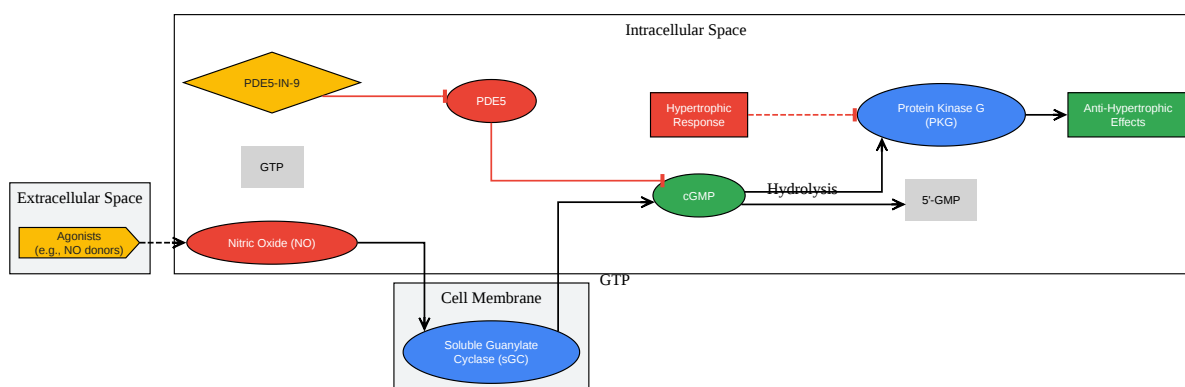 Intracellular Space
PDE5-IN-9
PDE5
Hypertrophic
Response
Protein Kinase G
(PKG)
Anti-Hypertrophic
Effects
GTP
Extracellular Space
cGMP
Hydrolysis
5'-GMP
Agonists
(e.g., NO donors)
Nitric Oxide (NO)
GTP
Cell Membrane
Soluble Guanylate
Cyclase (sGC)